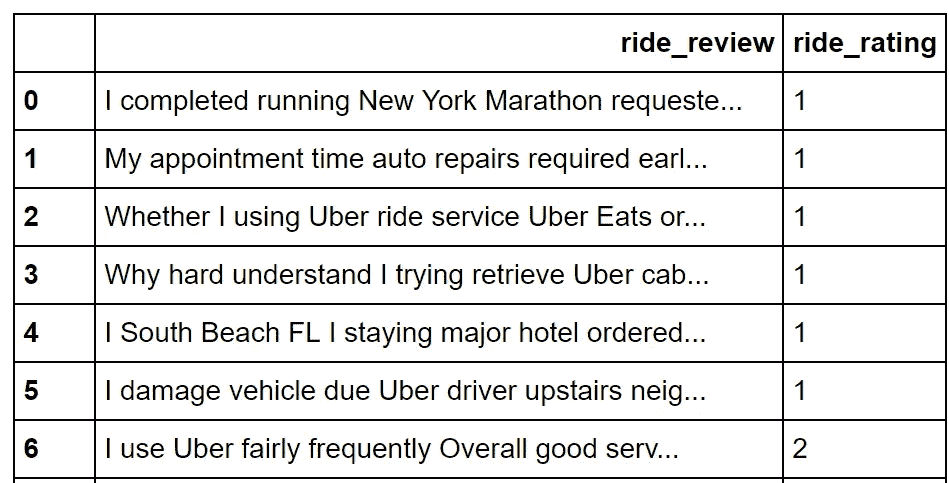 ride_review ride_rating
0 I completed running New York Marathon requeste... 1
1 My appointment time auto repairs required earl... 1
2 Whether I using Uber ride service Uber Eats or... 1
3 Why hard understand I trying retrieve Uber cab... 1
4 I South Beach FL I staying major hotel ordered... 1
5 I damage vehicle due Uber driver upstairs neig... 1
6 I use Uber fairly frequently Overall good serv... 2